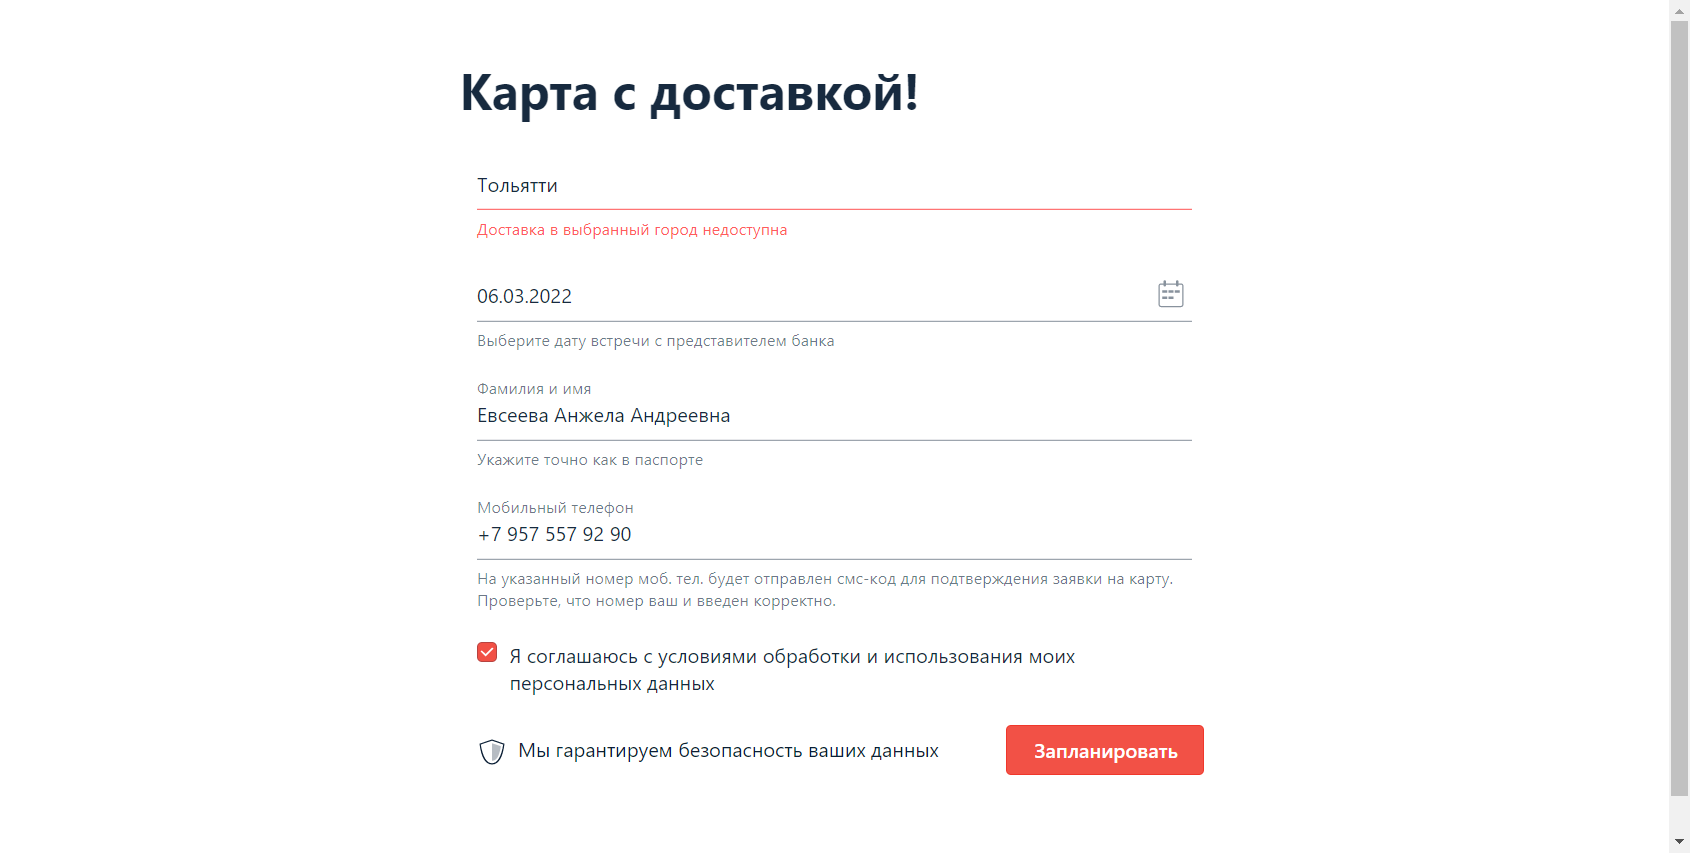 Карта с доставкой!
Тольятти
Доставка в выбранный город недоступна
06.03.2022
Выберите дату встречи с представителем банка
Фамилия и имя
Евсеева Анжела Андреевна
Укажите точно как в паспорте
Мобильный телефон
+7 957 557 92 90
На указанный номер моб. тел. будет отправлен смс-код для подтверждения заявки на карту.
Проверьте, что номер ваш и введен корректно.
Я соглашаюсь с условиями обработки и использования моих
персональных данных
Мы гарантируем безопасность ваших данных
Запланировать